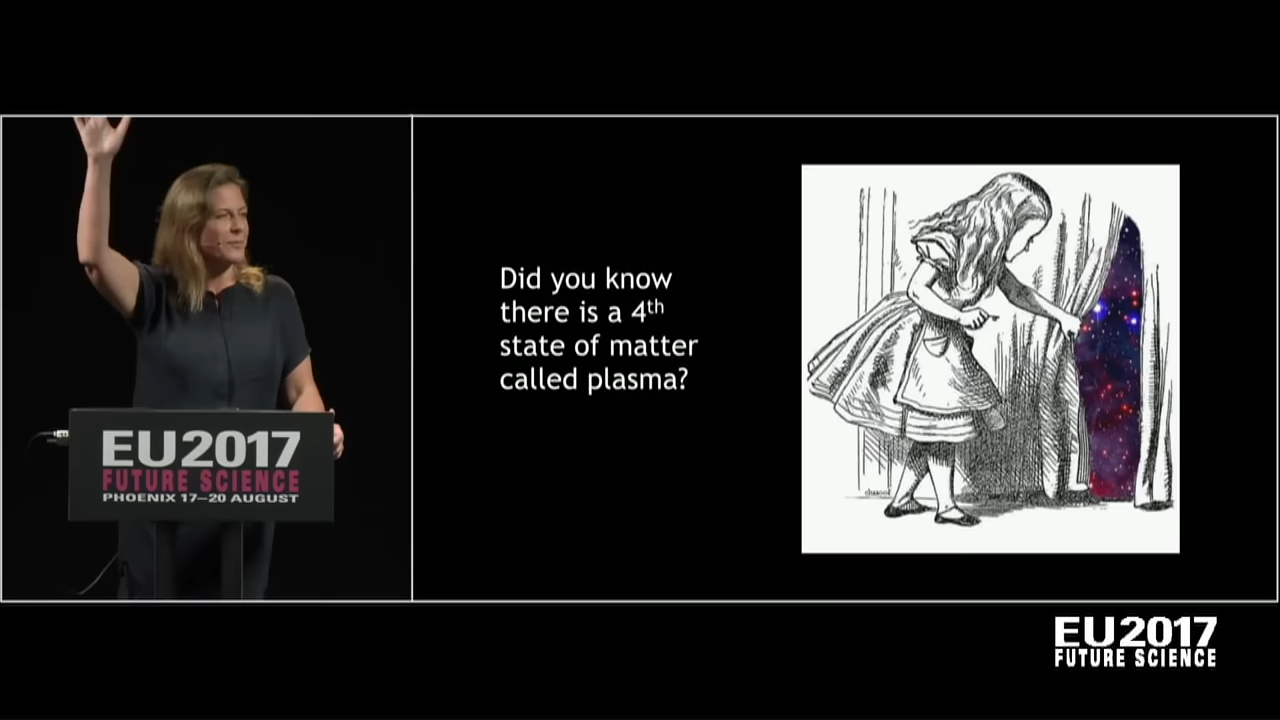 EU2017
FUTURE SCIENCE
PHOENIX 17–20 AUGUST
Did you know
there is a 4th
state of matter
called plasma?
EU2017
FUTURE SCIENCE